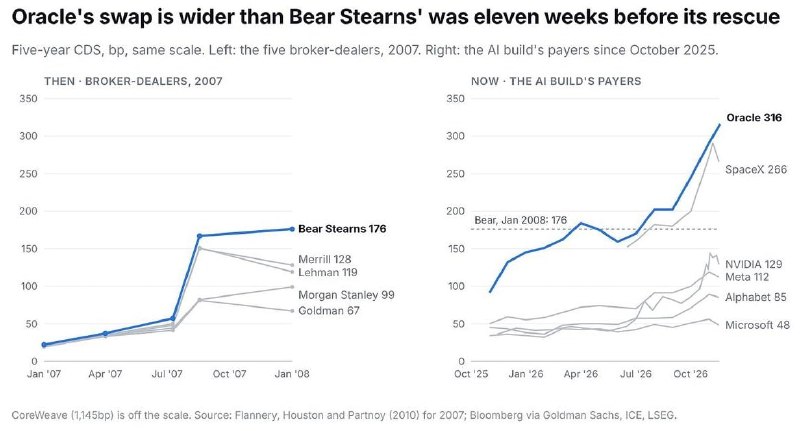 Oracle's swap is wider than Bear Stearns' was eleven weeks before its rescue
Five-year CDS, bp, same scale. Left: the five broker-dealers, 2007. Right: the AI build's payers since October 2025.
THEN · BROKER-DEALERS, 2007
350
300
250
200
150
100
50
0
Jan '07
Apr '07
Jul '07
Oct '07
Jan '08
Bear Stearns 176
Merrill 128
Lehman 119
Morgan Stanley 99
Goldman 67
NOW · THE AI BUILD'S PAYERS
350
300
250
200
150
100
50
0
Oct '25
Jan '26
Apr '26
Jul '26
Oct '26
Bear, Jan 2008: 176
Oracle 316
SpaceX 266
NVIDIA 129
Meta 112
Alphabet 85
Microsoft 48
CoreWeave (1,145bp) is off the scale. Source: Flannery, Houston and Partnoy (2010) for 2007; Bloomberg via Goldman Sachs, ICE, LSEG.